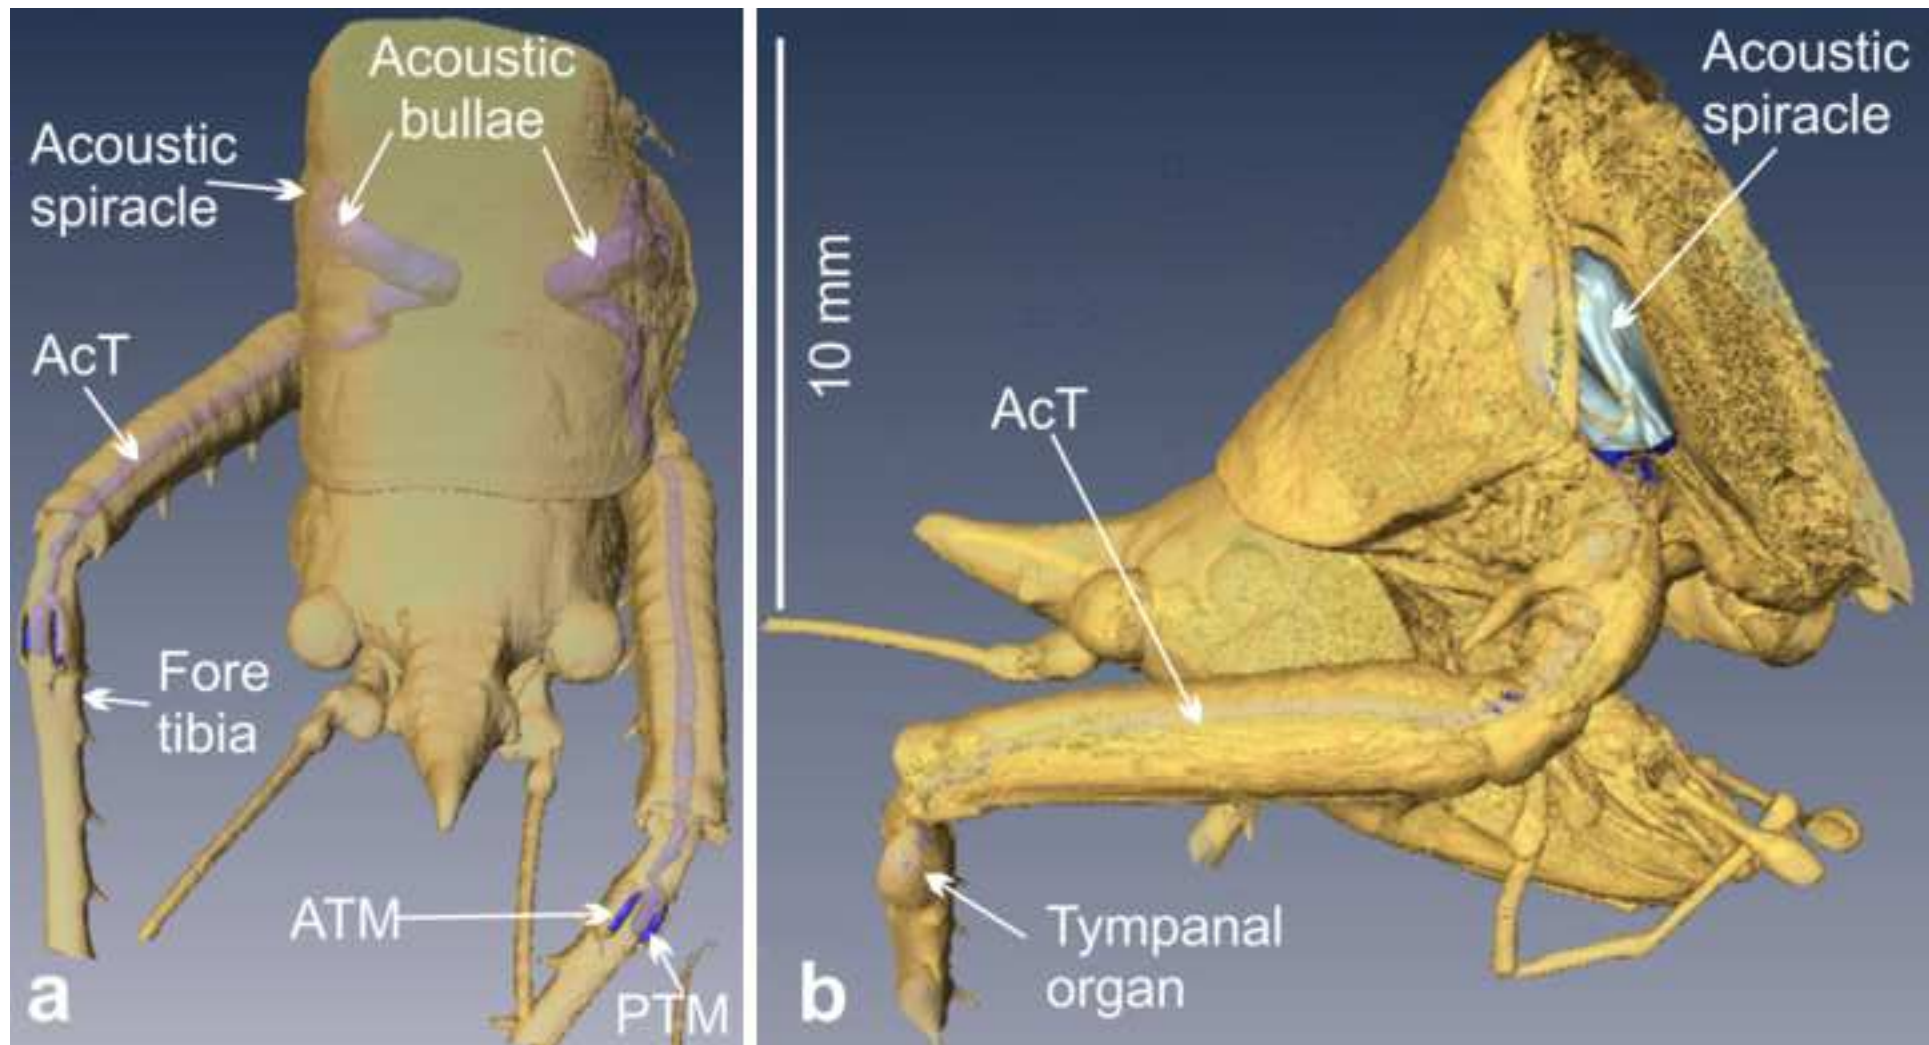 Acoustic
bullae
Acoustic
spiracle
AcT
Fore
tibia
ATM
PTM
a
Acoustic
spiracle
10 mm
AcT
Tympanal
organ
b